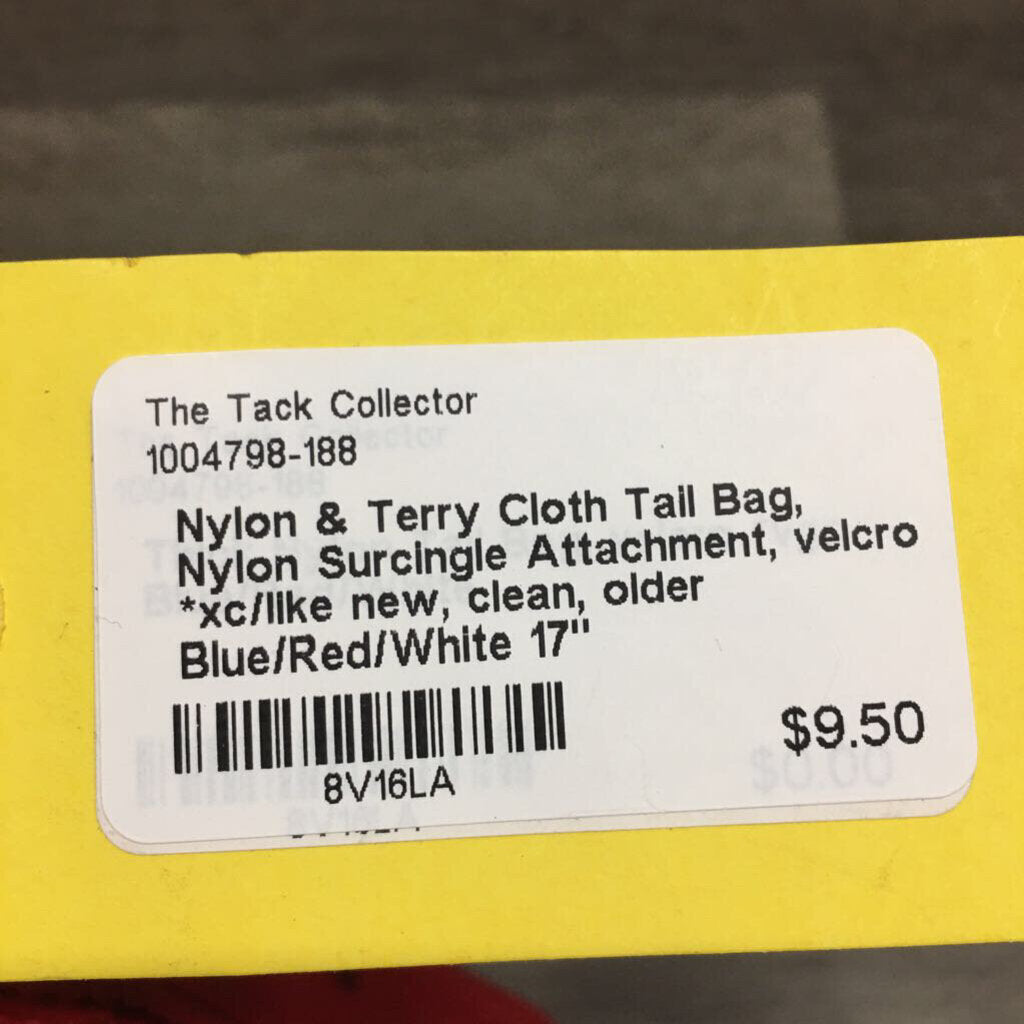 The Tack Collector
1004798-188
Nylon & Terry Cloth Tail Bag,
Nylon Surcingle Attachment, velcro
*xc/like new, clean, older
Blue/Red/White 17"
$9.50
8V16LA